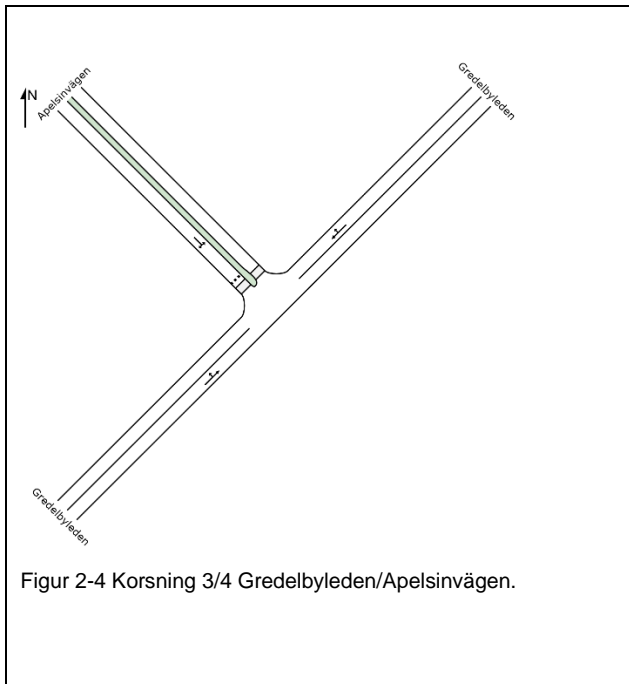 Apelsinvägen
N
Gredelbyleden
Gredelbyleden
Figur 2-4 Korsning 3/4 Gredelbyleden/Apelsinvägen.